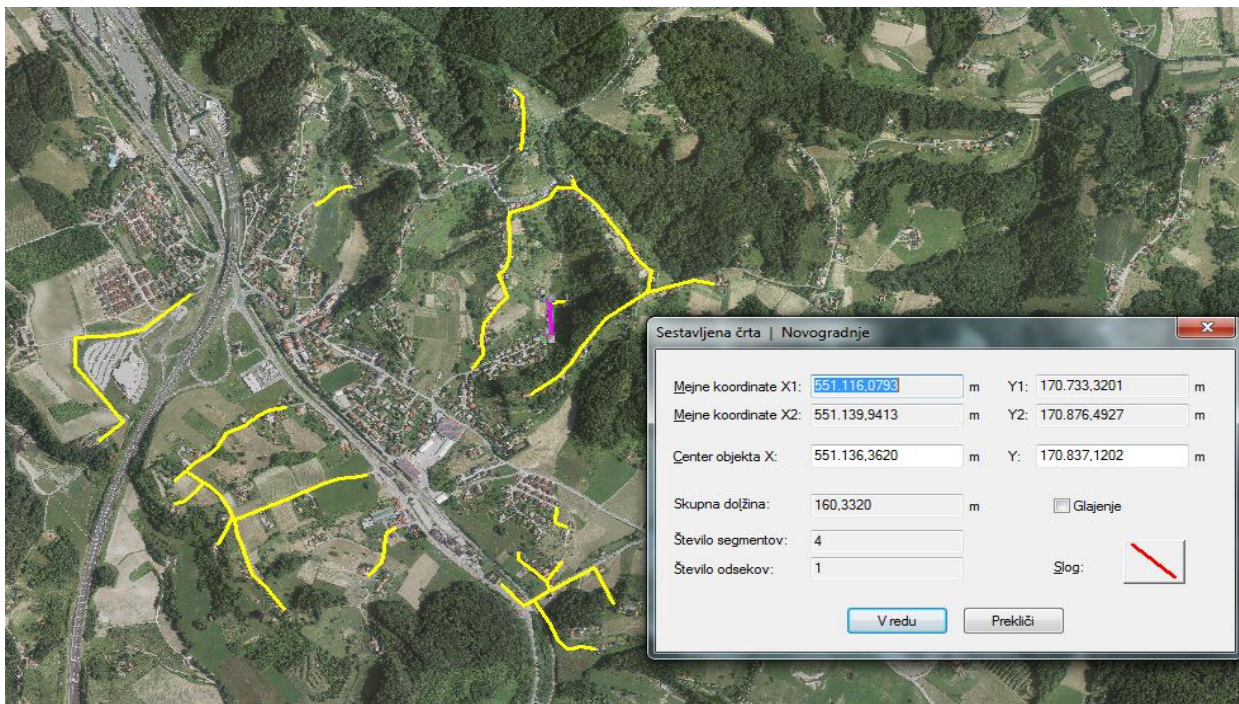 Sestavljena črta | Novogradnje
Mejne koordinate X1: 551.116,0793 m Y1: 170.733,3201 m
Mejne koordinate X2: 551.139,9413 m Y2: 170.876,4927 m
Center objekta X: 551.136,3620 m Y: 170.837,1202 m
Skupna dolžina: 160,3320 m Glajenje
Število segmentov: 4
Število odsekov: 1 Slog:
V redu Prekliči